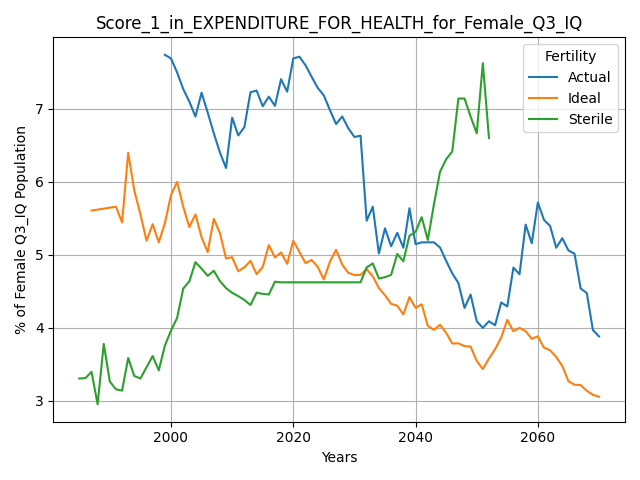 Score_1_in_EXPENDITURE_FOR_HEALTH_for_Female_Q3_IQ
Fertility
Actual
Ideal
Sterile
% of Female Q3_IQ Population
7
6
5
4
3
2000
2020
2040
2060
Years